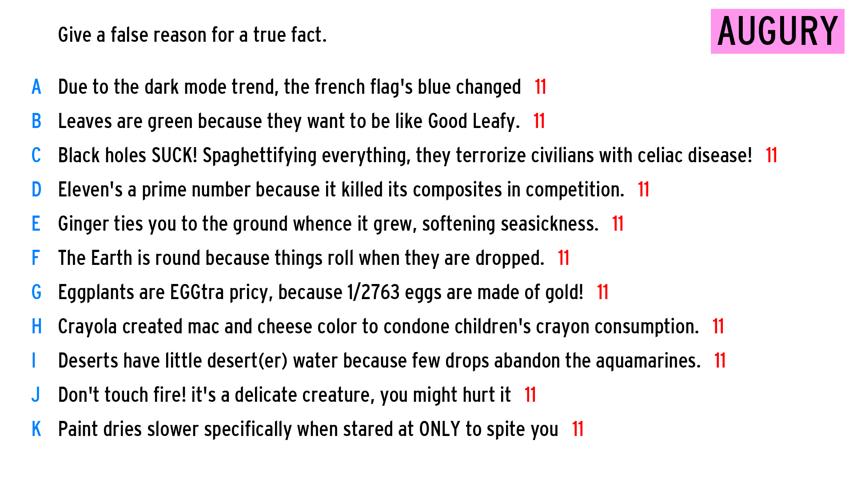 Give a false reason for a true fact.
AUGURY
A Due to the dark mode trend, the french flag's blue changed 11
B Leaves are green because they want to be like Good Leafy. 11
C Black holes SUCK! Spaghettifying everything, they terrorize civilians with celiac disease! 11
D Eleven's a prime number because it killed its composites in competition. 11
E Ginger ties you to the ground whence it grew, softening seasickness. 11
F The Earth is round because things roll when they are dropped. 11
G Eggplants are EGGtra pricy, because 1/2763 eggs are made of gold! 11
H Crayola created mac and cheese color to condone children's crayon consumption. 11
I Deserts have little desert(er) water because few drops abandon the aquamarines. 11
J Don't touch fire! it's a delicate creature, you might hurt it 11
K Paint dries slower specifically when stared at ONLY to spite you 11